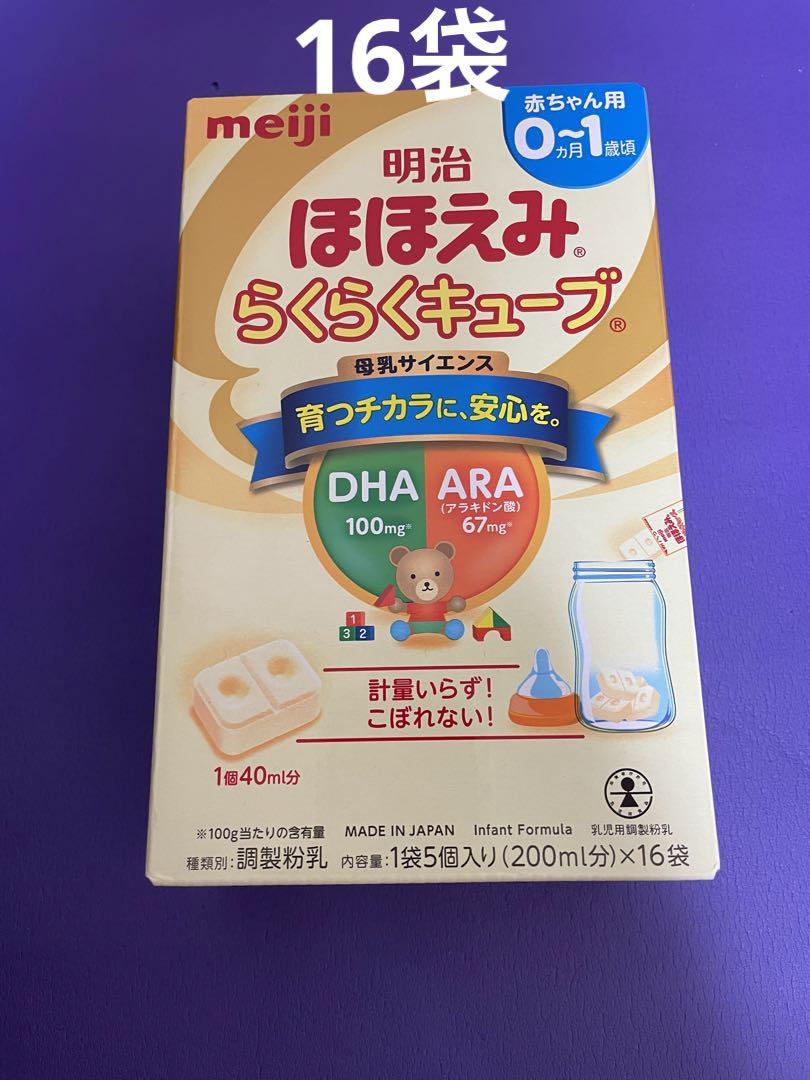 16袋
meiji
赤ちゃん用
0ヵ月~1歳頃
明治
ほほえみ®
らくらくキューブ®
母乳サイエンス
育つチカラに、安心を。
DHA
100mg※
ARA
(アラキドン酸)
67mg※
1
3 2
計量いらず!
こぼれない!
1個40ml分
※100g当たりの含有量 MADE IN JAPAN Infant Formula 乳児用調製粉乳
種類別:調製粉乳 内容量:1袋5個入り(200ml分)×16袋